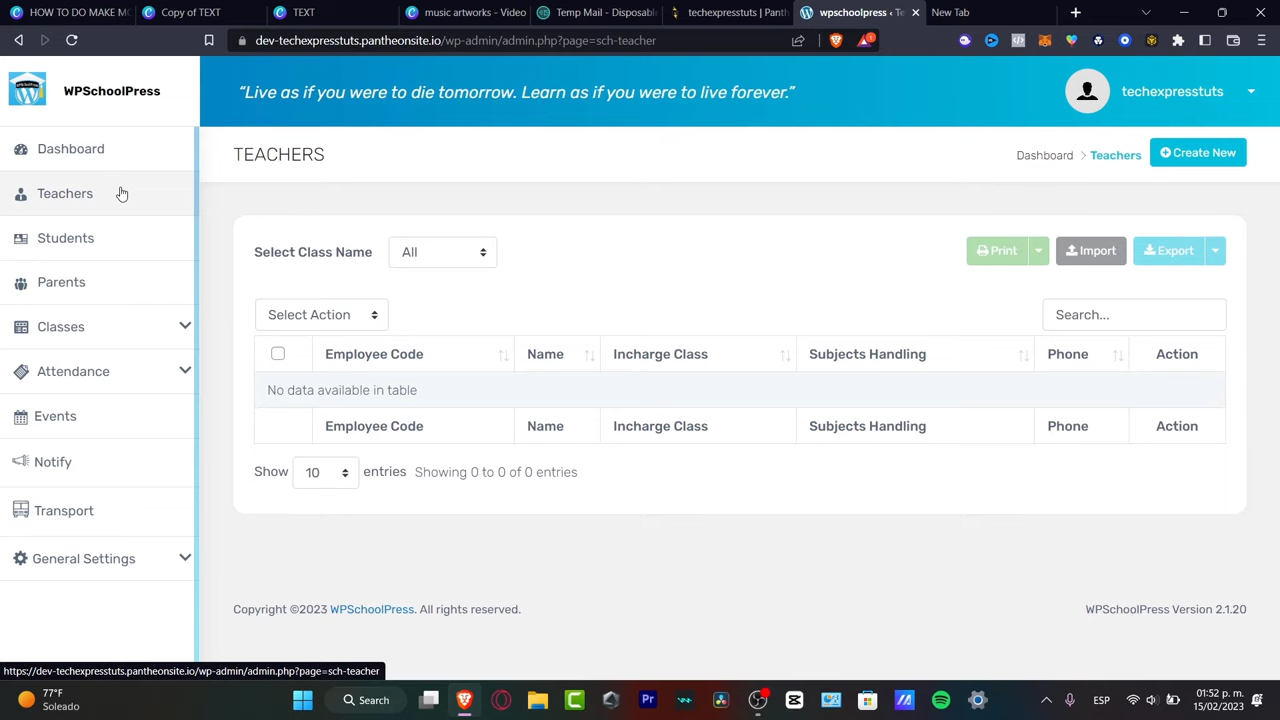 HOW TO DO MAKE MO
Copy of TEXT
TEXT
music artworks - Video
Temp Mail - Disposable
techexpresstuts | Panth
wpschoolpress ‹ Te
New Tab
dev-techexpresstuts.pantheonsite.io/wp-admin/admin.php?page=sch-teacher
WPSchoolPress
“Live as if you were to die tomorrow. Learn as if you were to live forever.”
techexpresstuts
Dashboard
Teachers
Students
Parents
Classes
Attendance
Events
Notify
Transport
General Settings
TEACHERS
Dashboard > Teachers
Create New
Select Class Name
All
Print
Import
Export
Select Action
Search...
Employee Code Name Incharge Class Subjects Handling Phone Action
No data available in table
Employee Code Name Incharge Class Subjects Handling Phone Action
Show 10 entries Showing 0 to 0 of 0 entries
Copyright ©2023 WPSchoolPress. All rights reserved.
WPSchoolPress Version 2.1.20
https://dev-techexpresstuts.pantheonsite.io/wp-admin/admin.php?page=sch-teacher
77°F
Soleado
Search
Pr
ESP
01:52 p. m.
15/02/2023